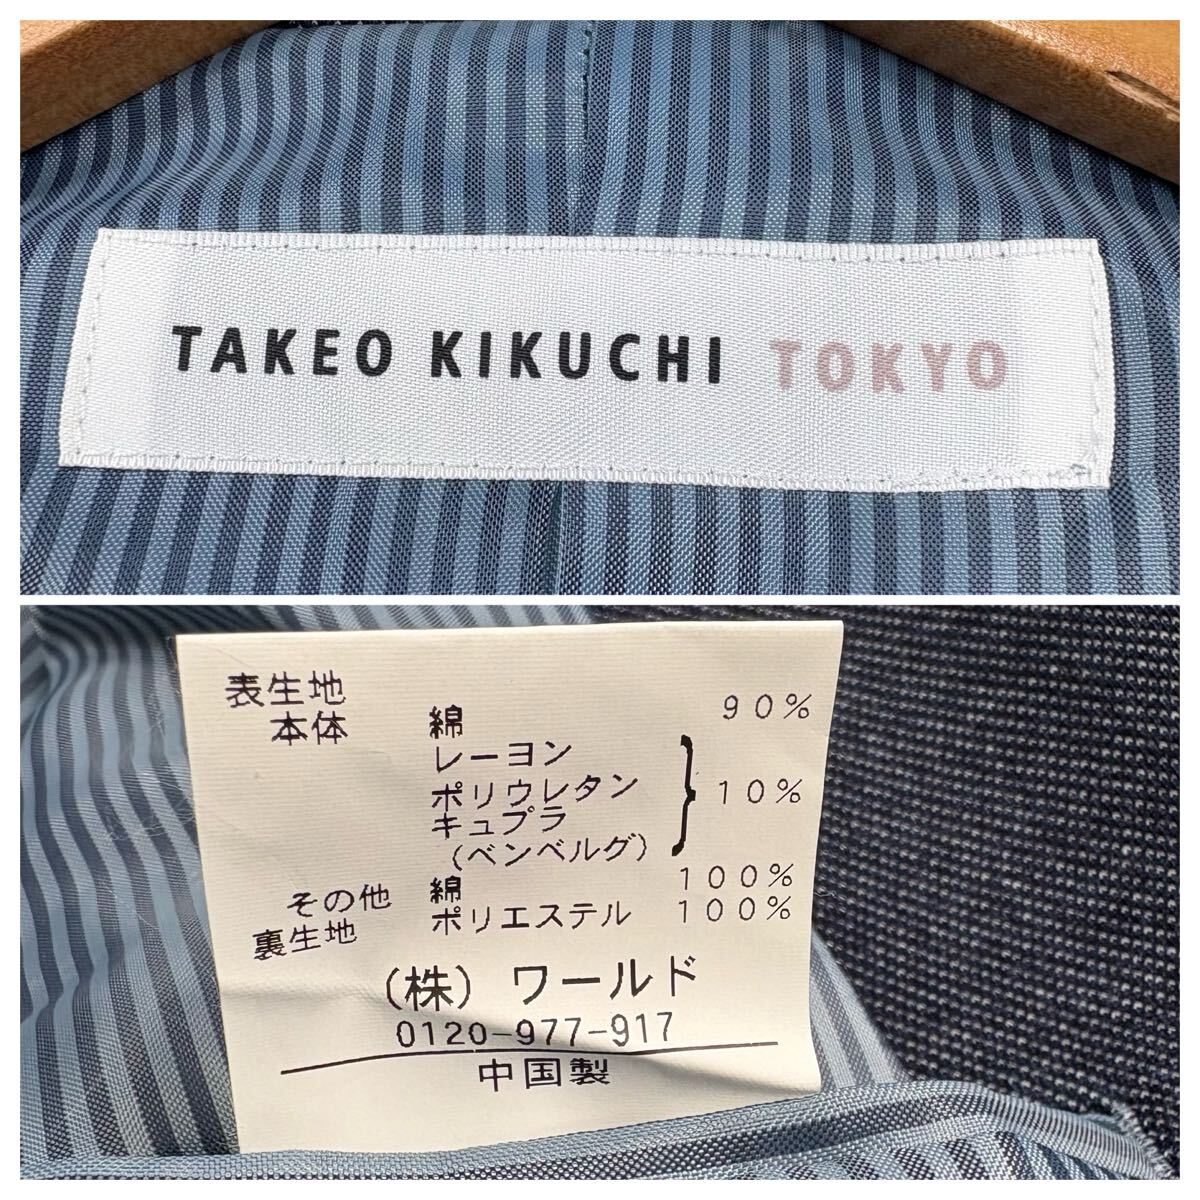 TAKEO KIKUCHI TOKYO
表生地
本体 綿 90%
レーヨン
ポリウレタン } 10%
キュプラ
(ベンベルグ)
その他 綿 100%
裏生地 ポリエステル 100%
(株) ワールド
0120-977-917
中国製